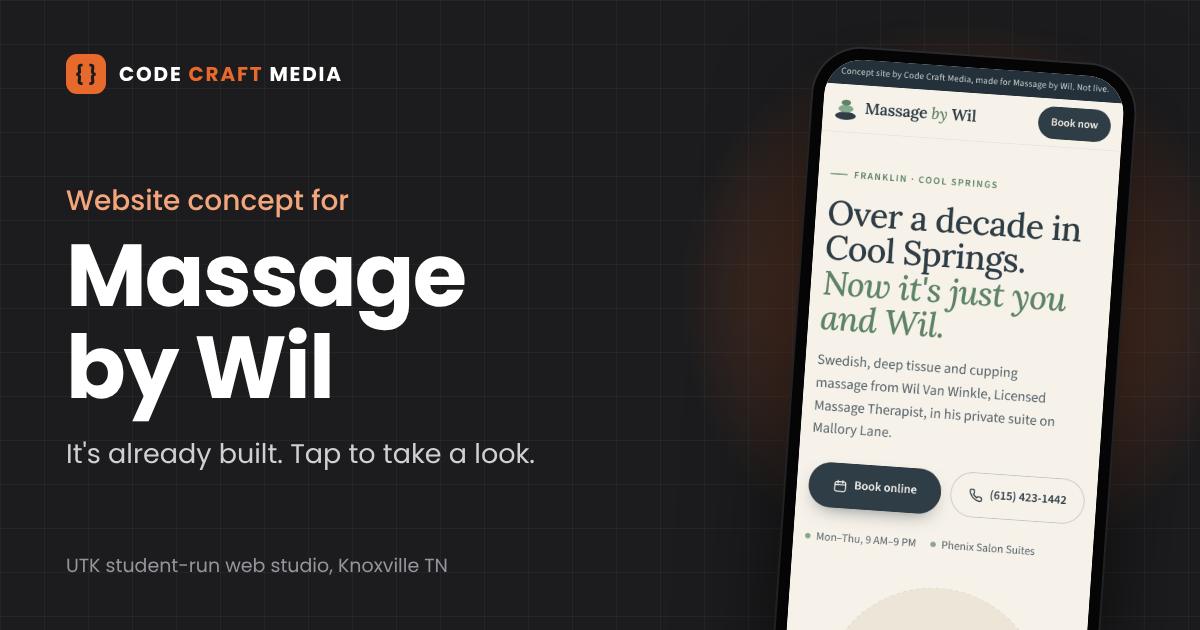 { } CODE CRAFT MEDIA
Website concept for
Massage
by Wil
It's already built. Tap to take a look.
UTK student-run web studio, Knoxville TN
Concept site by Code Craft Media, made for Massage by Wil. Not live.
Massage by Wil
Book now
FRANKLIN · COOL SPRINGS
Over a decade in
Cool Springs.
Now it's just you
and Wil.
Swedish, deep tissue and cupping
massage from Wil Van Winkle, Licensed
Massage Therapist, in his private suite on
Mallory Lane.
Book online
(615) 423-1442
Mon–Thu, 9 AM–9 PM
Phenix Salon Suites